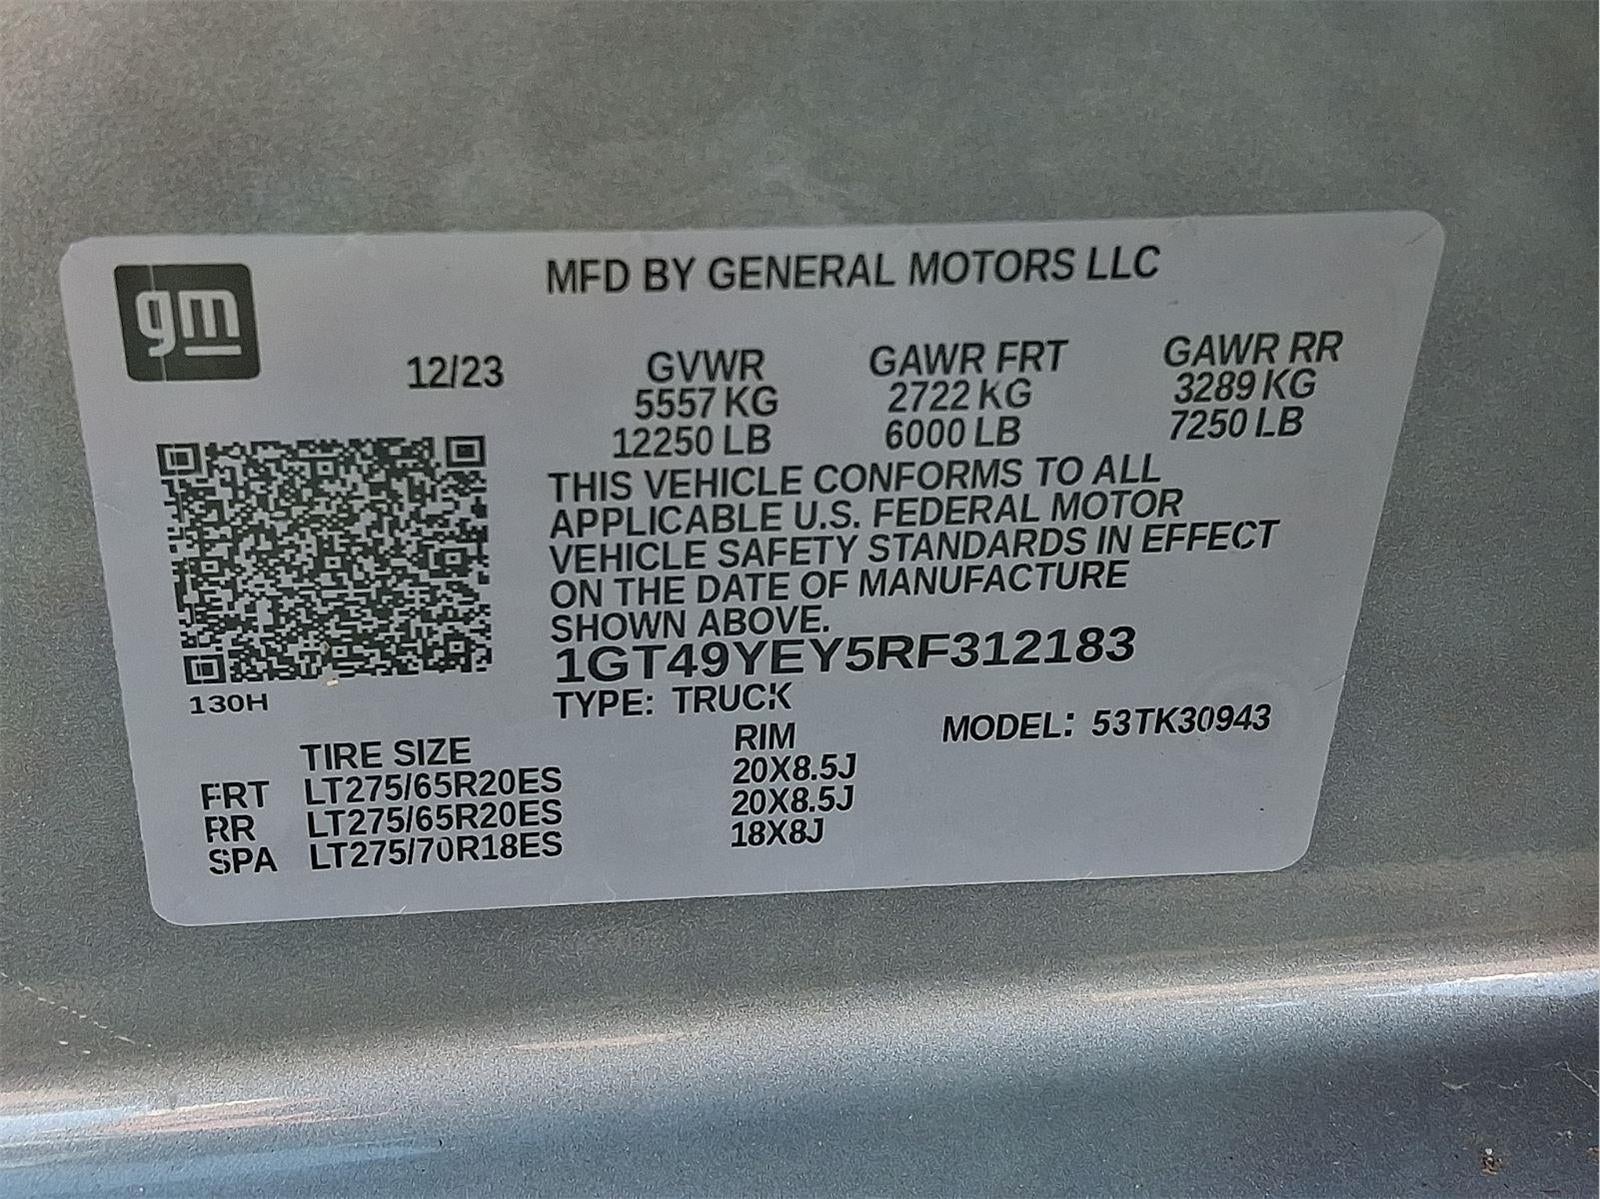 gm
MFD BY GENERAL MOTORS LLC
12/23 GVWR GAWR FRT GAWR RR
5557 KG 2722 KG 3289 KG
12250 LB 6000 LB 7250 LB
THIS VEHICLE CONFORMS TO ALL
APPLICABLE U.S. FEDERAL MOTOR
VEHICLE SAFETY STANDARDS IN EFFECT
ON THE DATE OF MANUFACTURE
SHOWN ABOVE.
1GT49YEY5RF312183
130H
TYPE: TRUCK
MODEL: 53TK30943
TIRE SIZE RIM
FRT LT275/65R20ES 20X8.5J
RR LT275/65R20ES 20X8.5J
SPA LT275/70R18ES 18X8J